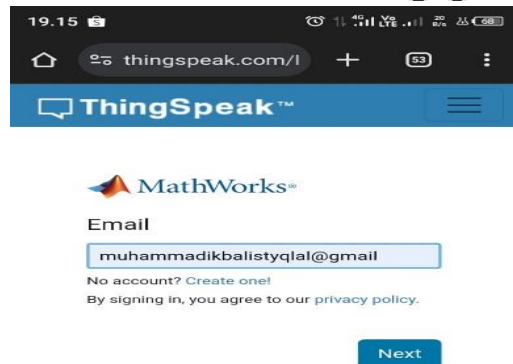 19.15
thingspeak.com/l
53
ThingSpeak™
MathWorks®
Email
muhammadikbalistyqlal@gmail
No account? Create one!
By signing in, you agree to our privacy policy.
Next